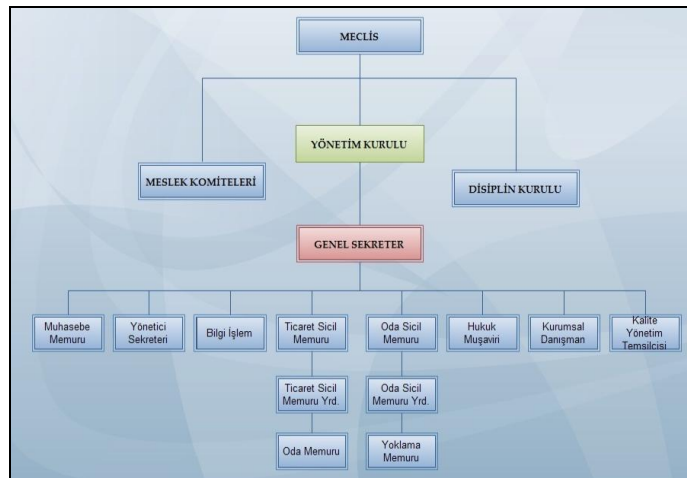 MECLİS
YÖNETİM KURULU
MESLEK KOMİTELERİ
DİSİPLİN KURULU
GENEL SEKRETER
Muhasebe
Memuru
Yönetici
Sekreteri
Bilgi İşlem
Ticaret Sicil
Memuru
Oda Sicil
Memuru
Hukuk
Muşaviri
Kurumsal
Danışman
Kalite
Yönetim
Temsilcisi
Ticaret Sicil
Memuru Yrd.
Oda Sicil
Memuru Yrd.
Oda Memuru
Yoklama
Memuru